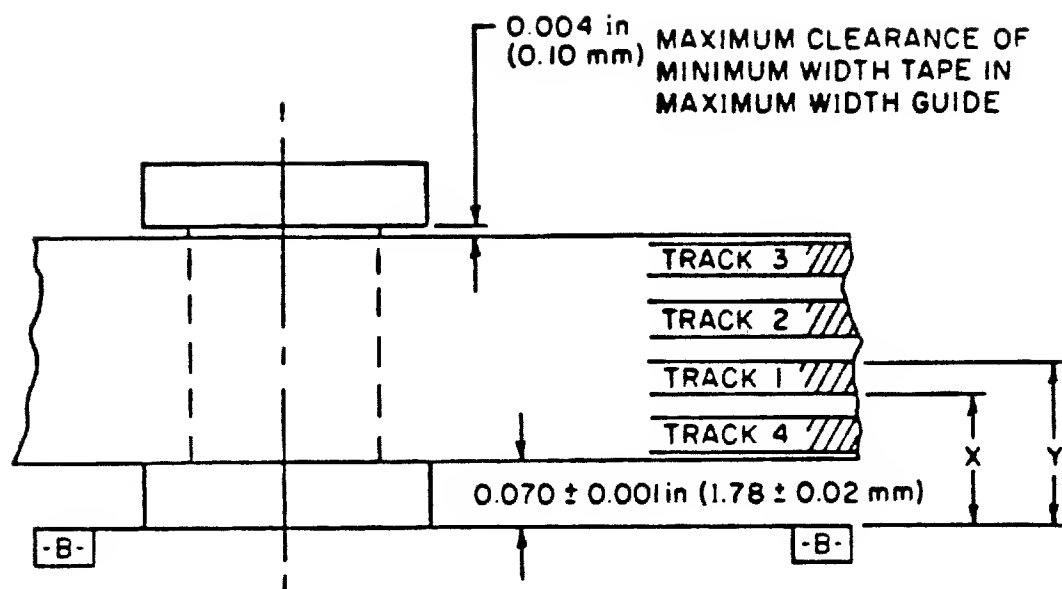 0.004 in
(0.10 mm)
MAXIMUM CLEARANCE OF
MINIMUM WIDTH TAPE IN
MAXIMUM WIDTH GUIDE
TRACK 3
TRACK 2
TRACK 1
TRACK 4
X
Y
0.070 ± 0.001 in (1.78 ± 0.02 mm)
-B-
-B-